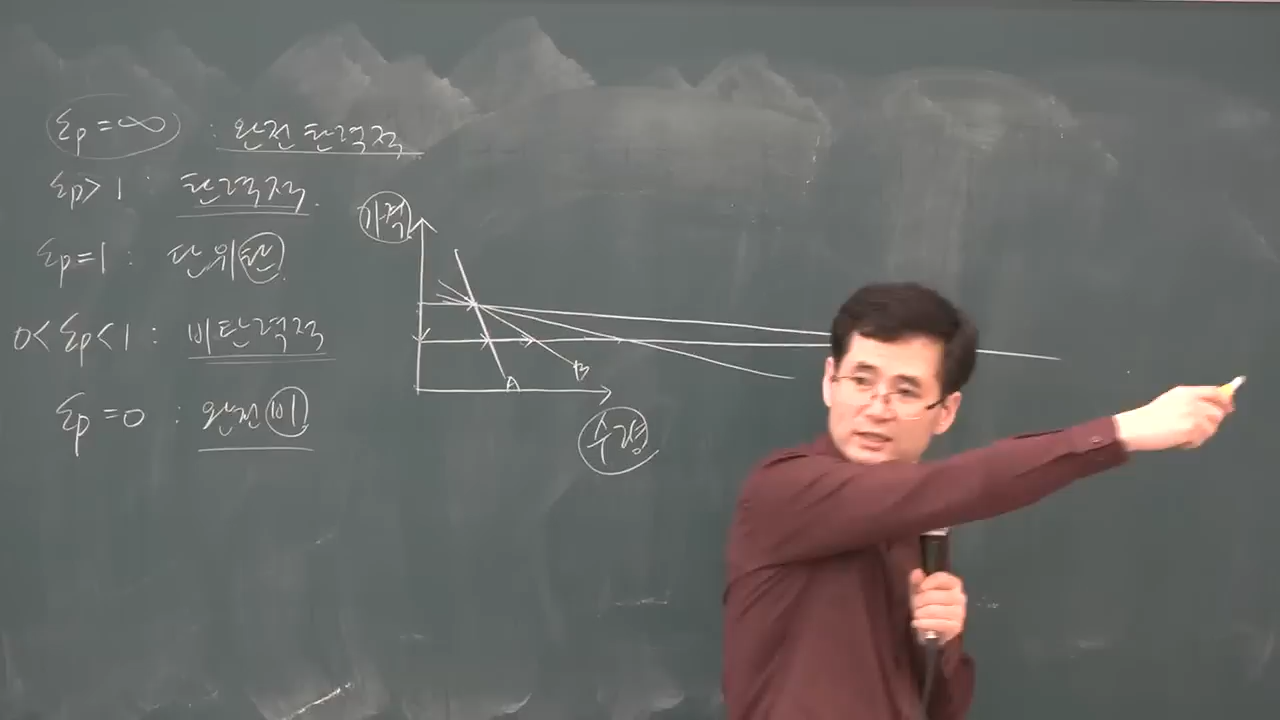 εp = ∞ : 완전탄력적
εp > 1 : 탄력적.
εp = 1 : 단위탄.
0 < εp < 1 : 비탄력적
εp = 0 : 완전비
가격
A
B
수량